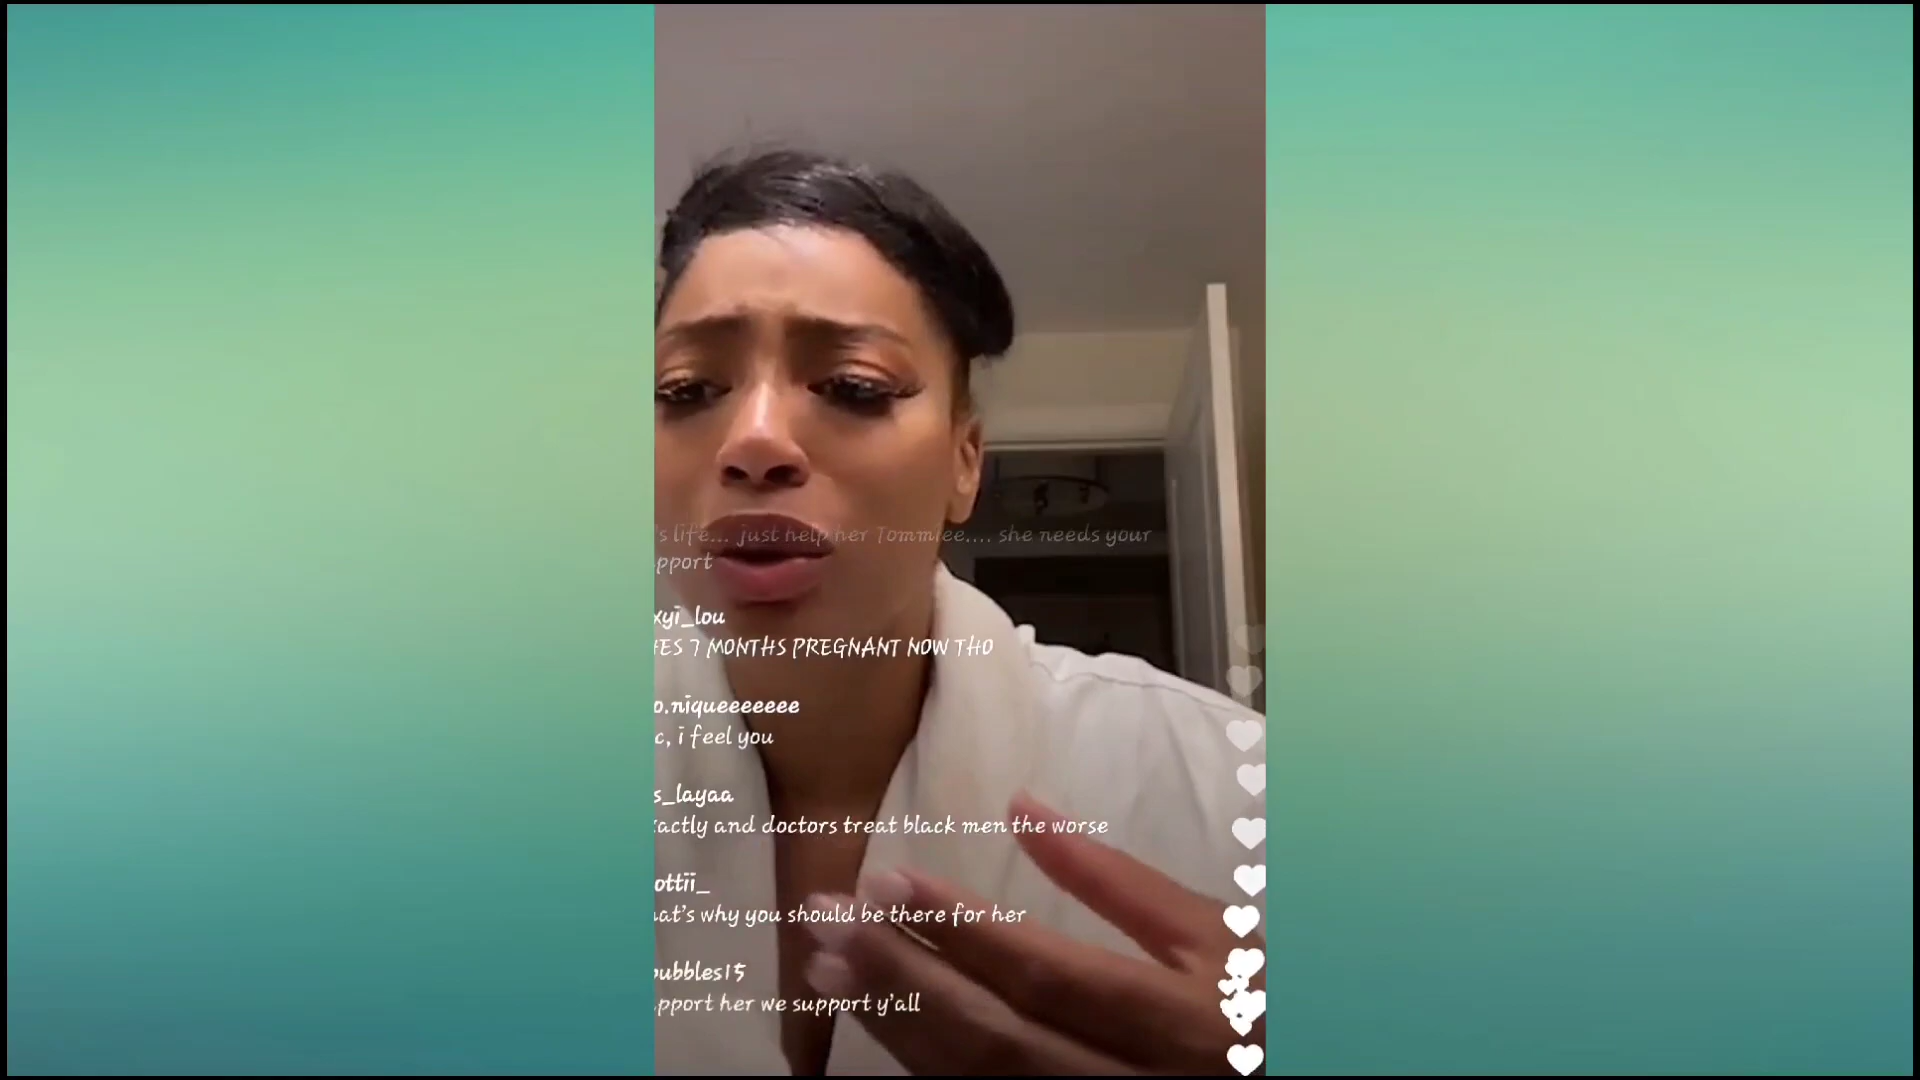 's life... just help her Tommiee.... she needs your
pport
xyi_lou
ES 7 MONTHS PREGNANT NOW THO
o.niqueeeeeee
c, i feel you
s_layaa
actly and doctors treat black men the worse
ottii_
at's why you should be there for her
bubbles15
pport her we support y'all